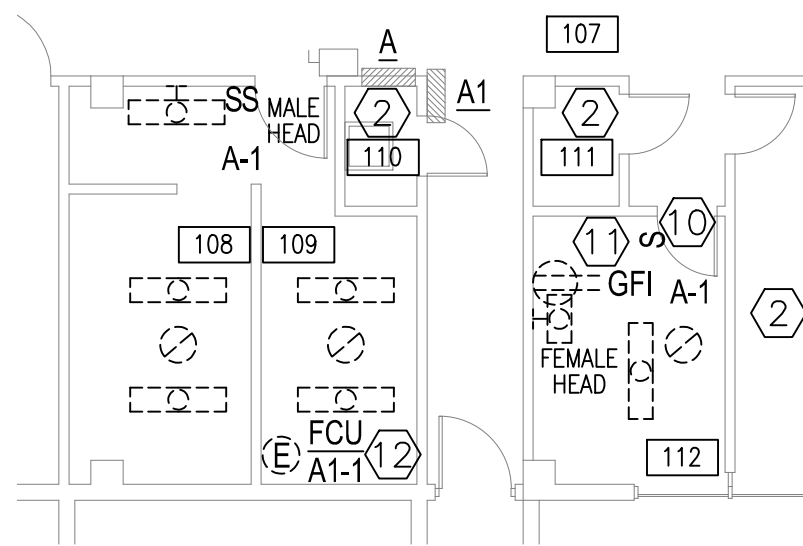 107
A
A1
SS
MALE
HEAD
2
2
A-1
110
111
108
109
11
S
10
GFI
A-1
2
FEMALE
HEAD
E
FCU
A1-1
12
112